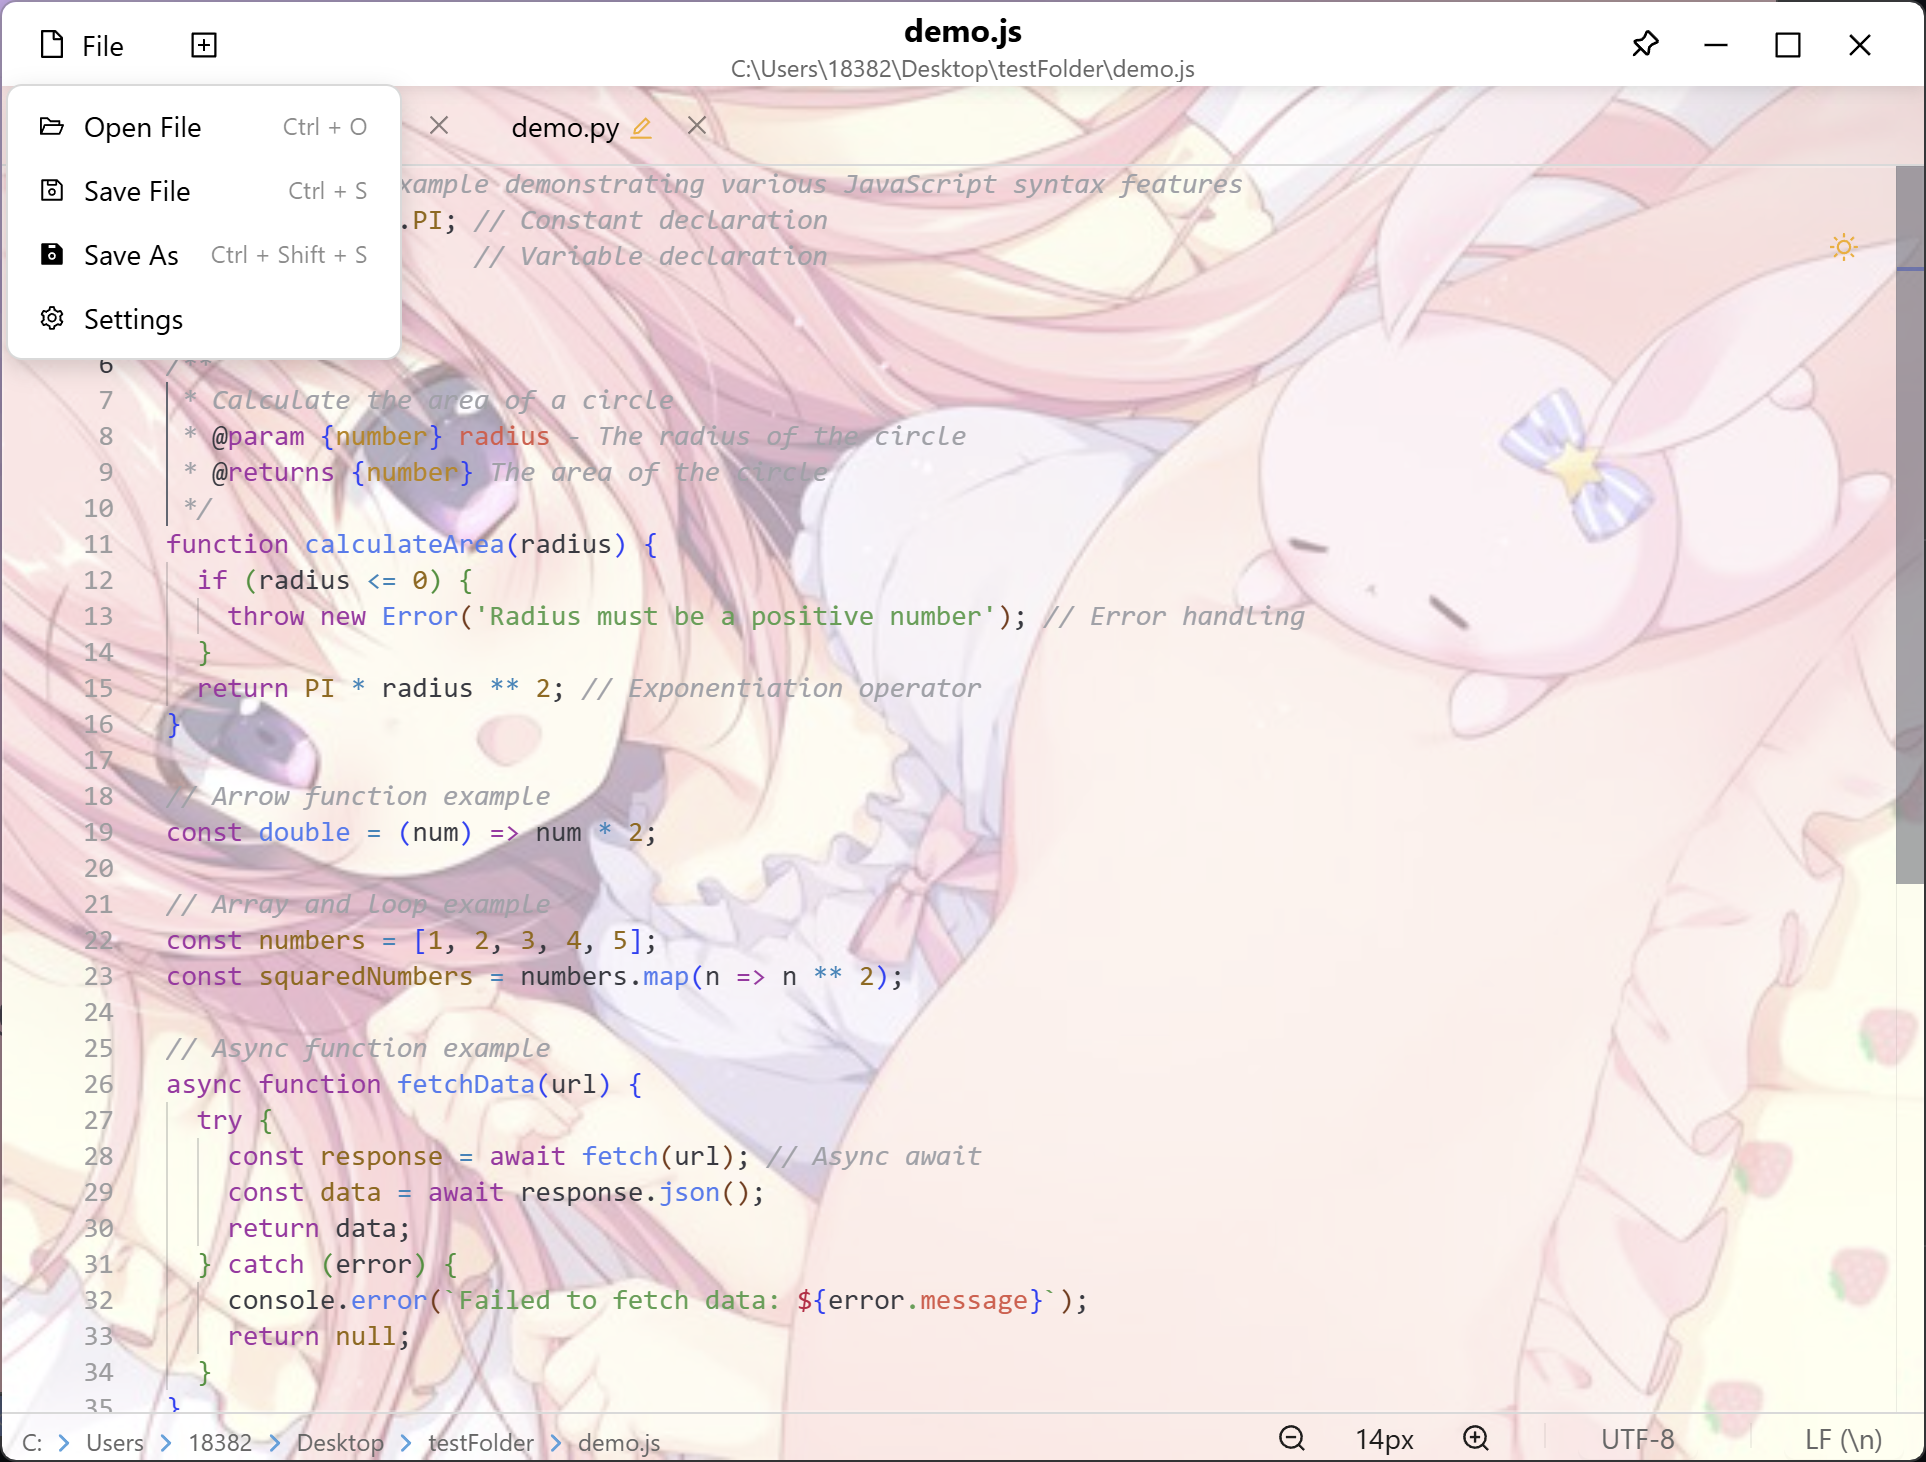 File
demo.js
C:\Users\18382\Desktop\testFolder\demo.js
Open File Ctrl + O
Save File Ctrl + S
Save As Ctrl + Shift + S
Settings
demo.py
xample demonstrating various JavaScript syntax features
.PI; // Constant declaration
// Variable declaration
6 /**
7 * Calculate the area of a circle
8 * @param {number} radius - The radius of the circle
9 * @returns {number} The area of the circle
10 */
11 function calculateArea(radius) {
12 if (radius <= 0) {
13 throw new Error('Radius must be a positive number'); // Error handling
14 }
15 return PI * radius ** 2; // Exponentiation operator
16 }
17
18 // Arrow function example
19 const double = (num) => num * 2;
20
21 // Array and loop example
22 const numbers = [1, 2, 3, 4, 5];
23 const squaredNumbers = numbers.map(n => n ** 2);
24
25 // Async function example
26 async function fetchData(url) {
27 try {
28 const response = await fetch(url); // Async await
29 const data = await response.json();
30 return data;
31 } catch (error) {
32 console.error(`Failed to fetch data: ${error.message}`);
33 return null;
34 }
35 }
C: > Users > 18382 > Desktop > testFolder > demo.js
14px
UTF-8
LF (\n)